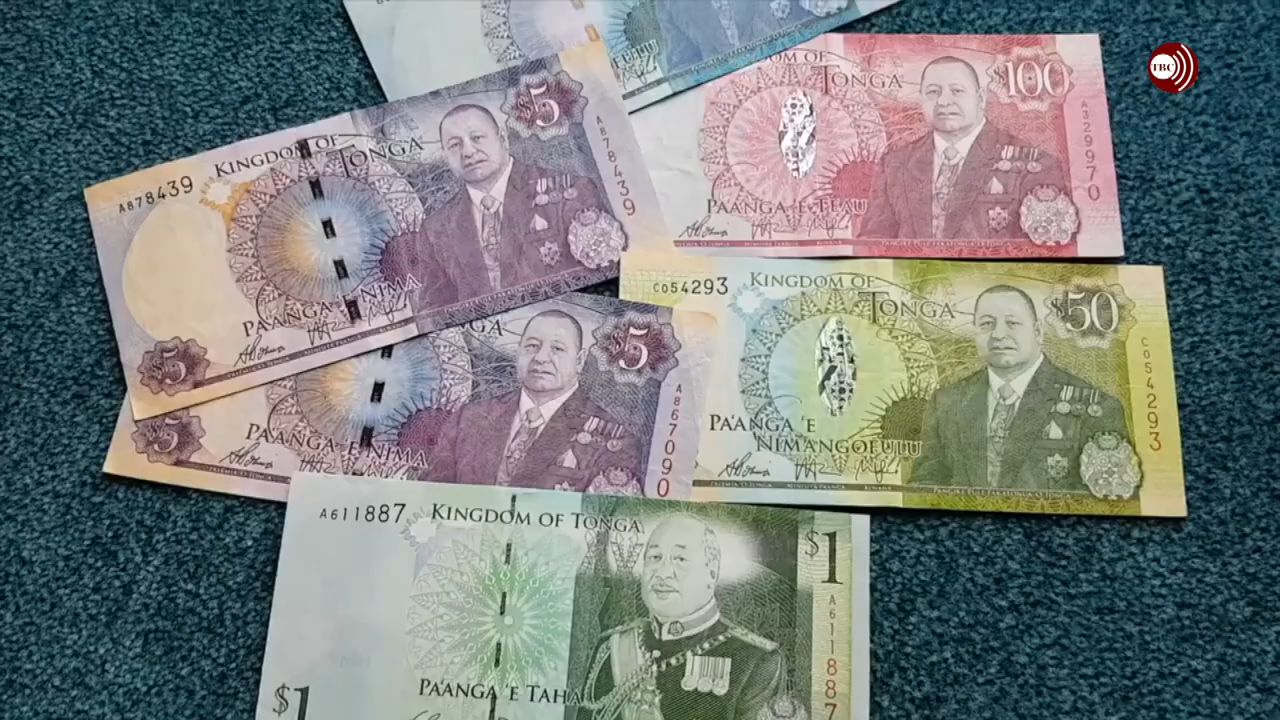 TBC
KINGDOM OF
TONGA
$100
A329970
PA'ANGA 'E TEAU
A878439
KINGDOM OF
TONGA
$5
A878439
PA'ANGA 'E NIMA
$5
$5
A867090
PA'ANGA 'E NIMA
$5
C054293
KINGDOM OF
TONGA
$50
C054293
PA'ANGA 'E
NIMANGOFULU
A611887
KINGDOM OF TONGA
$1
A611887
PA'ANGA 'E TAHA
$1